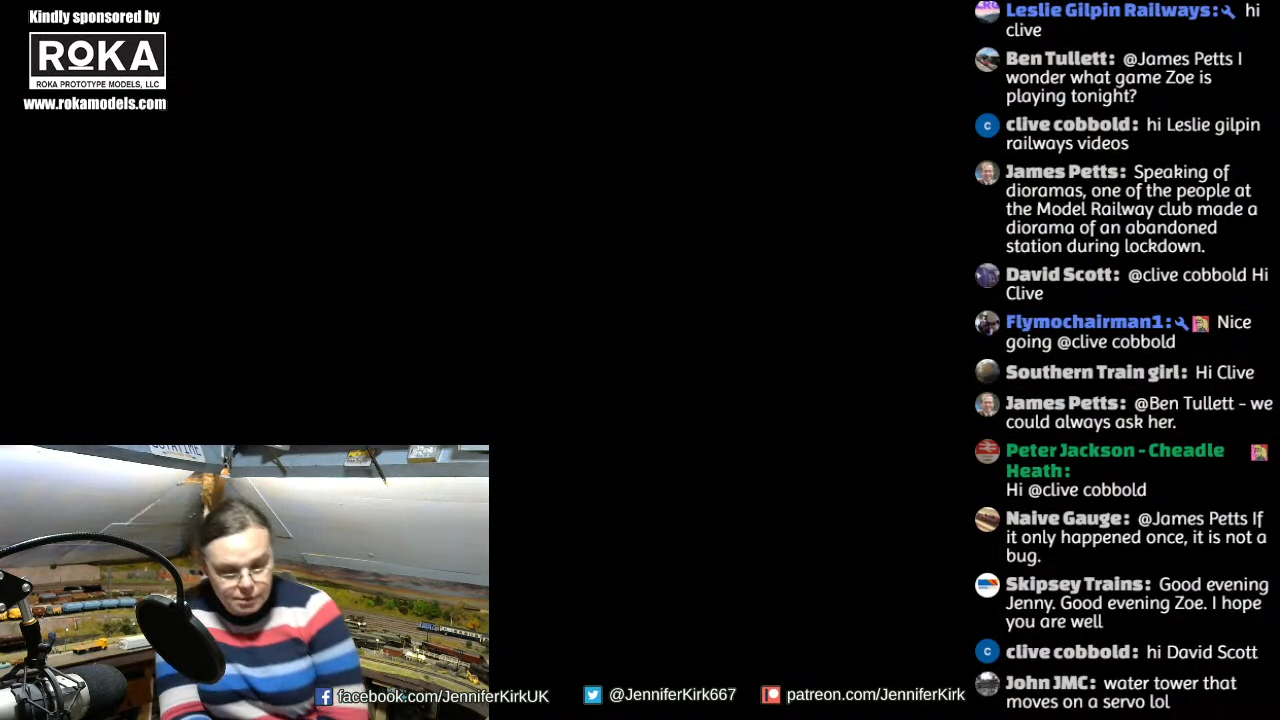 Kindly sponsored by
ROKA
ROKA PROTOTYPE MODELS, LLC
www.rokamodels.com
Leslie Gilpin Railways: hi
clive
Ben Tullett: @James Petts I
wonder what game Zoe is
playing tonight?
clive cobbold: hi Leslie gilpin
railways videos
James Petts: Speaking of
dioramas, one of the people at
the Model Railway club made a
diorama of an abandoned
station during lockdown.
David Scott: @clive cobbold Hi
Clive
Flymochairman1: Nice
going @clive cobbold
Southern Train girl: Hi Clive
James Petts: @Ben Tullett - we
could always ask her.
Peter Jackson - Cheadle
Heath:
Hi @clive cobbold
Naive Gauge: @James Petts If
it only happened once, it is not a
bug.
Skipsey Trains: Good evening
Jenny. Good evening Zoe. I hope
you are well
clive cobbold: hi David Scott
John JMC: water tower that
moves on a servo lol
facebook.com/JenniferKirkUK
@JenniferKirk667
patreon.com/JenniferKirk